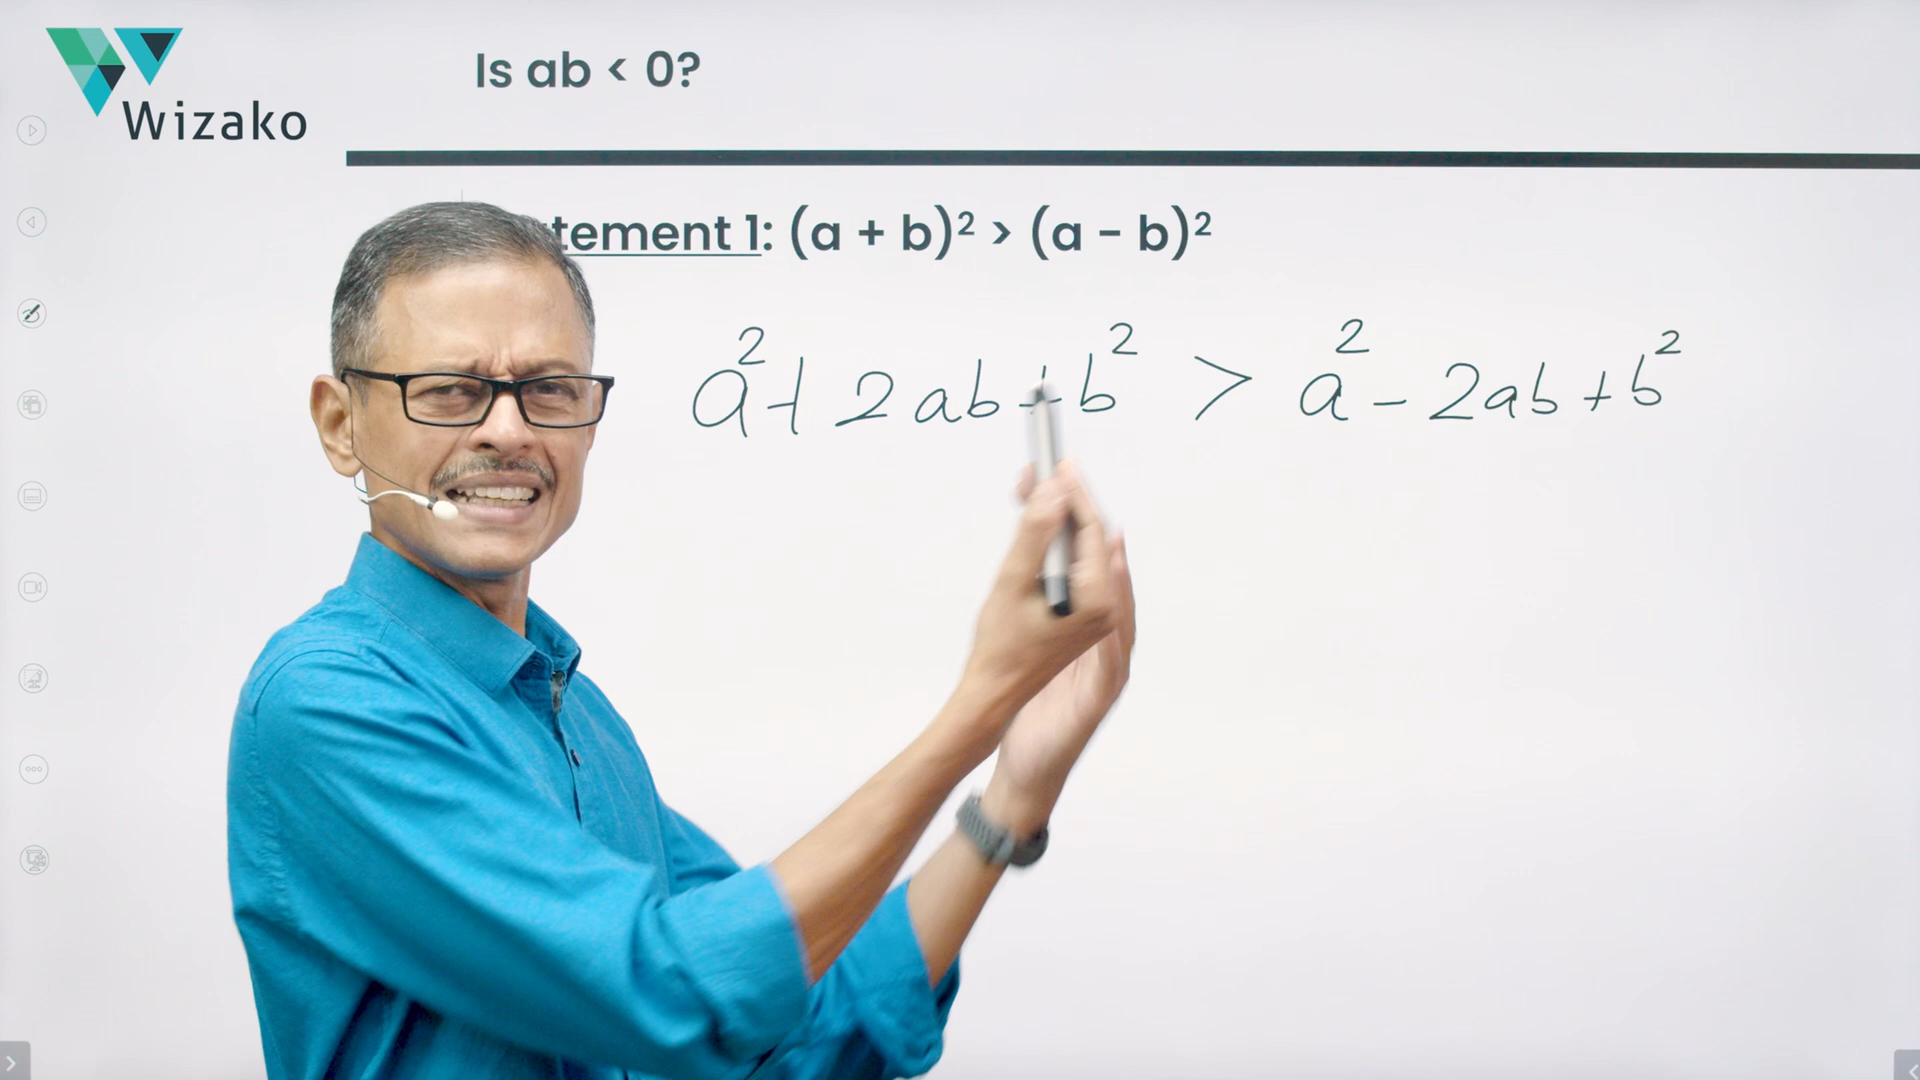 Wizako
Is ab < 0?
tement 1: (a + b)² > (a - b)²
a² + 2ab + b² > a² - 2ab + b²